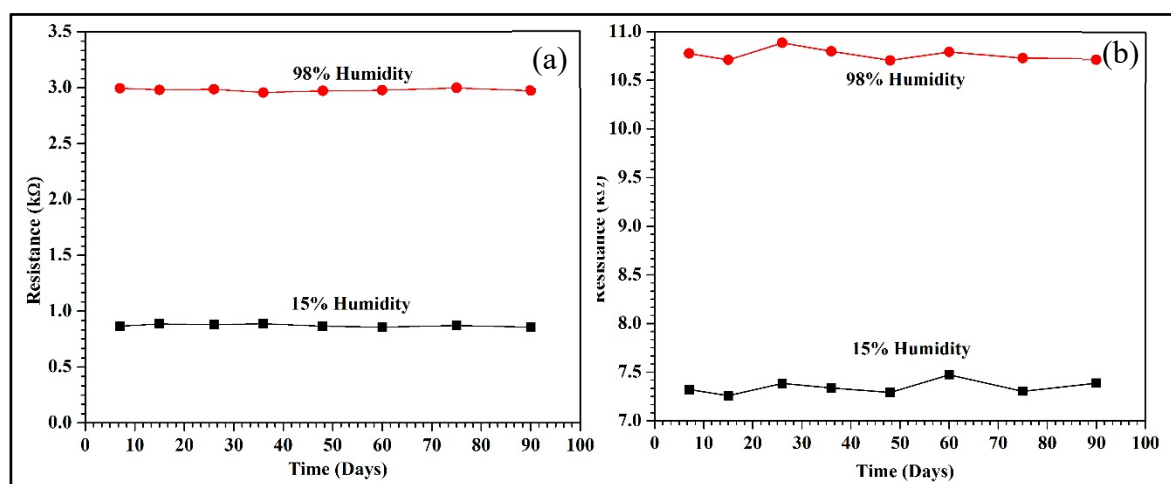 (a)
3.5
3.0
2.5
2.0
1.5
1.0
0.5
0.0
Resistance (kΩ)
98% Humidity
15% Humidity
0 10 20 30 40 50 60 70 80 90 100
Time (Days)
(b)
11.0
10.5
10.0
9.5
9.0
8.5
8.0
7.5
7.0
Resistance (kΩ)
98% Humidity
15% Humidity
0 10 20 30 40 50 60 70 80 90 100
Time (Days)